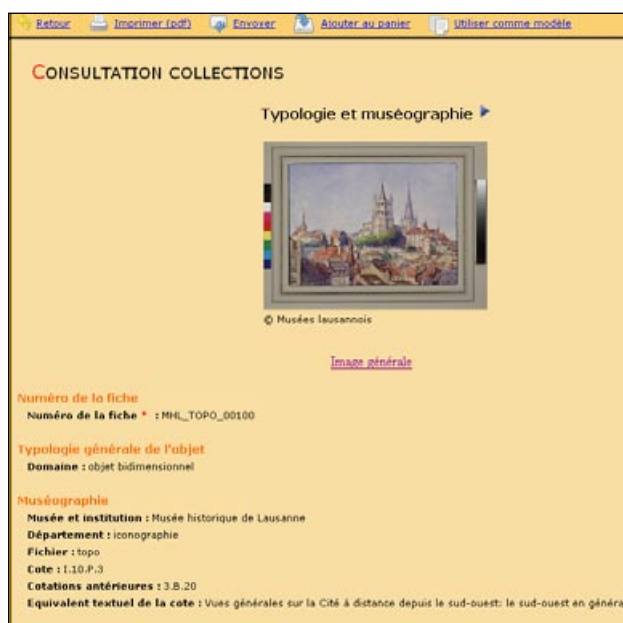 Retour Imprimer (pdf) Envoyer Ajouter au panier Utiliser comme modèle
CONSULTATION COLLECTIONS
Typologie et muséographie
© Musées lausannois
Image générale
Numéro de la fiche
Numéro de la fiche * : MHL_TOPO_00100
Typologie générale de l'objet
Domaine : objet bidimensionnel
Muséographie
Musée et institution : Musée historique de Lausanne
Département : iconographie
Fichier : topo
Cote : I.10.P.3
Cotations antérieures : 3.B.20
Equivalent textuel de la cote : Vues générales sur la Cité à distance depuis le sud-ouest: le sud-ouest en généra